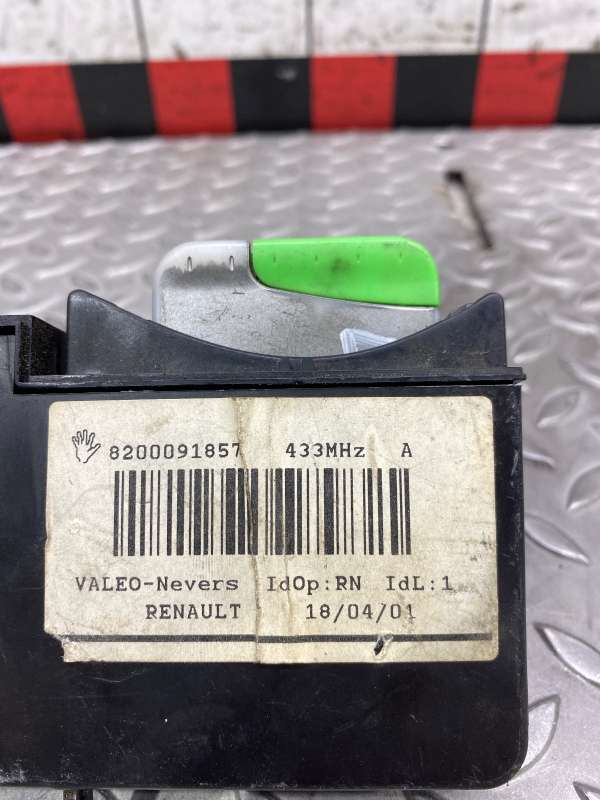 8200091857 433MHz A
VALEO-Nevers IdOp:RN IdL:1
RENAULT 18/04/01